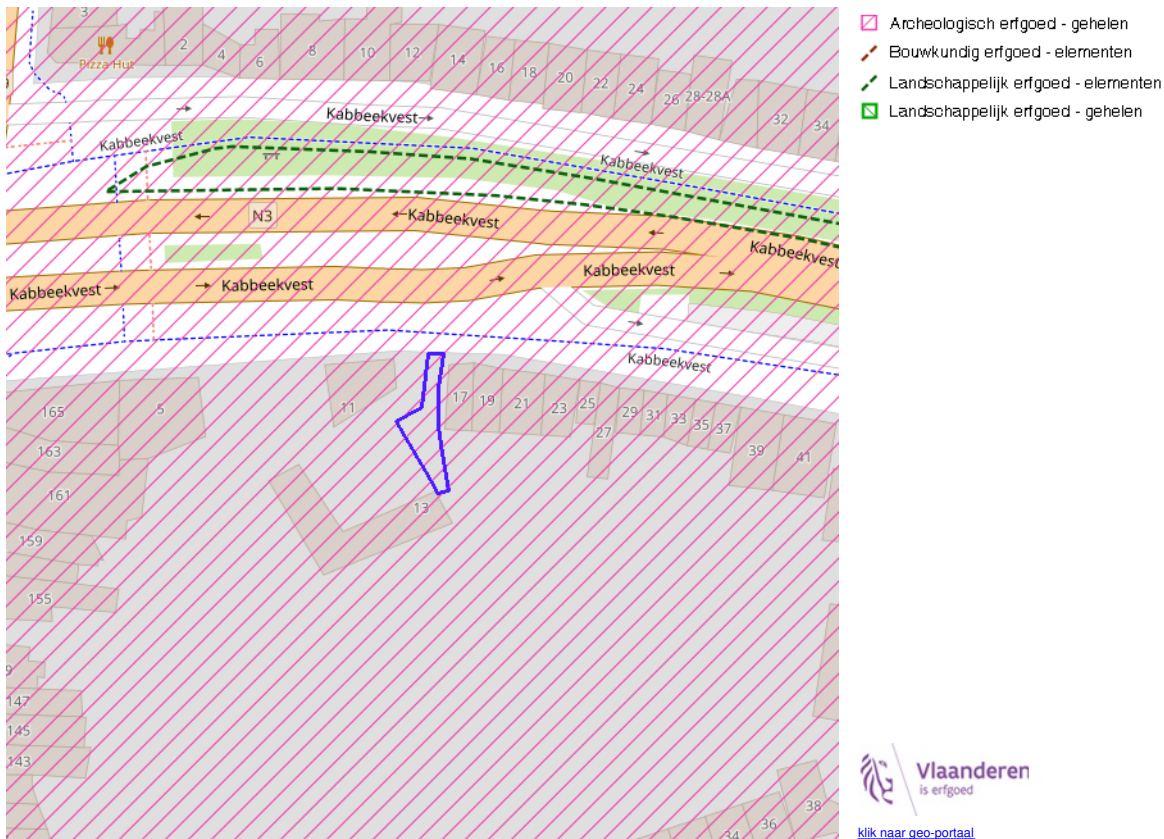 3
Pizza Hut
2
4
6
8
10
12
14
16
18
20
22
24
26
28-28A
32
34
Kabbeekvest
Kabbeekvest
Kabbeekvest
N3
Kabbeekvest
Kabbeekvest
Kabbeekvest
Kabbeekvest
Kabbeekvest
Kabbeekvest
165
5
11
17
19
21
23
25
27
29
31
33
35
37
39
41
163
161
13
159
155
9
147
145
143
34
36
38
Archeologisch erfgoed - gehelen
Bouwkundig erfgoed - elementen
Landschappelijk erfgoed - elementen
Landschappelijk erfgoed - gehelen
Vlaanderen
is erfgoed
klik naar geo-portaal